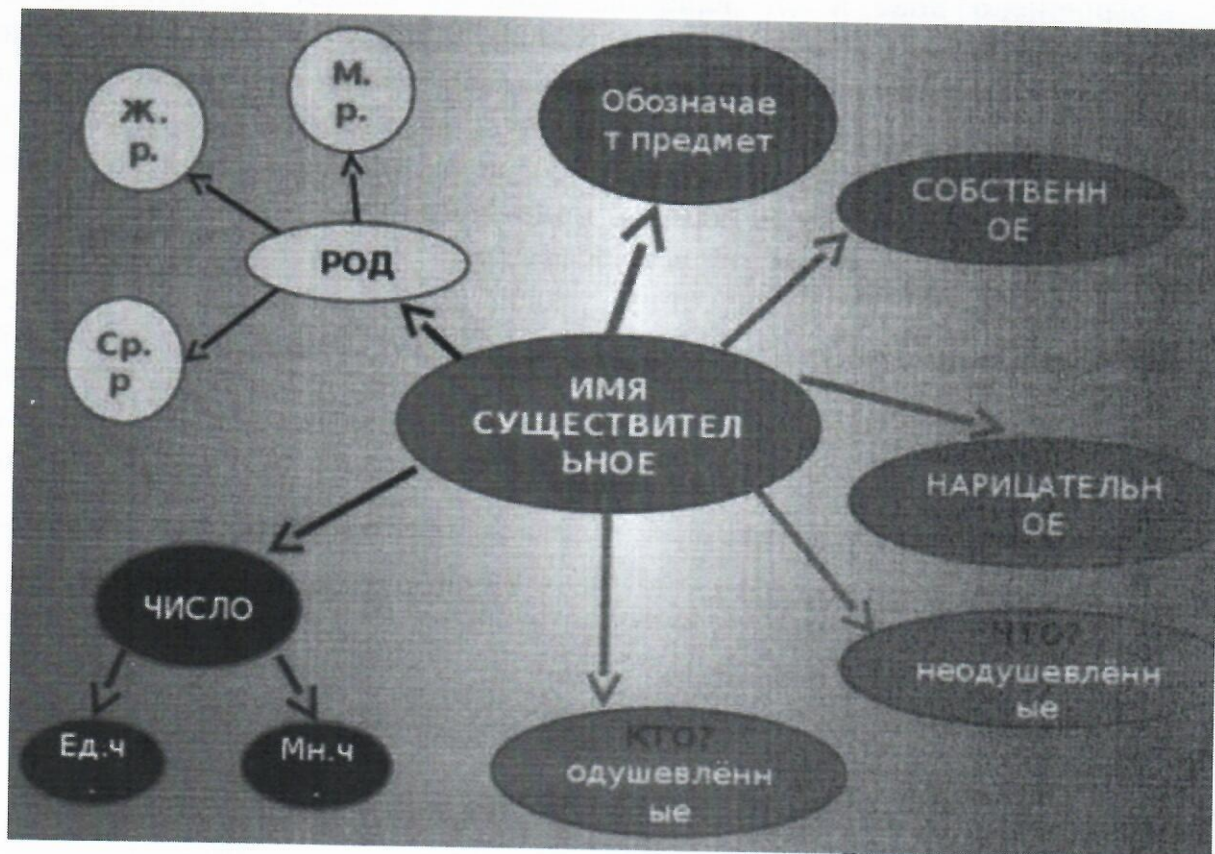 М.
р.
Ж.
р.
Обозначае
т предмет
СОБСТВЕНН
ОЕ
РОД
Ср.
р
ИМЯ
СУЩЕСТВИТЕЛ
ЬНОЕ
НАРИЦАТЕЛЬН
ОЕ
ЧИСЛО
ЧТО?
неодушевлённ
ые
Ед.ч
.
Мн.ч
.
КТО?
одушевлённ
ые